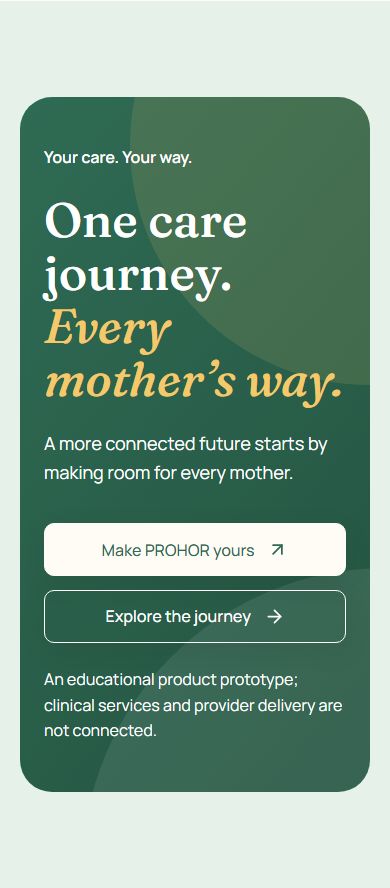 Your care. Your way.
One care
journey.
Every
mother’s way.
A more connected future starts by
making room for every mother.
Make PROHOR yours
Explore the journey
An educational product prototype;
clinical services and provider delivery are
not connected.